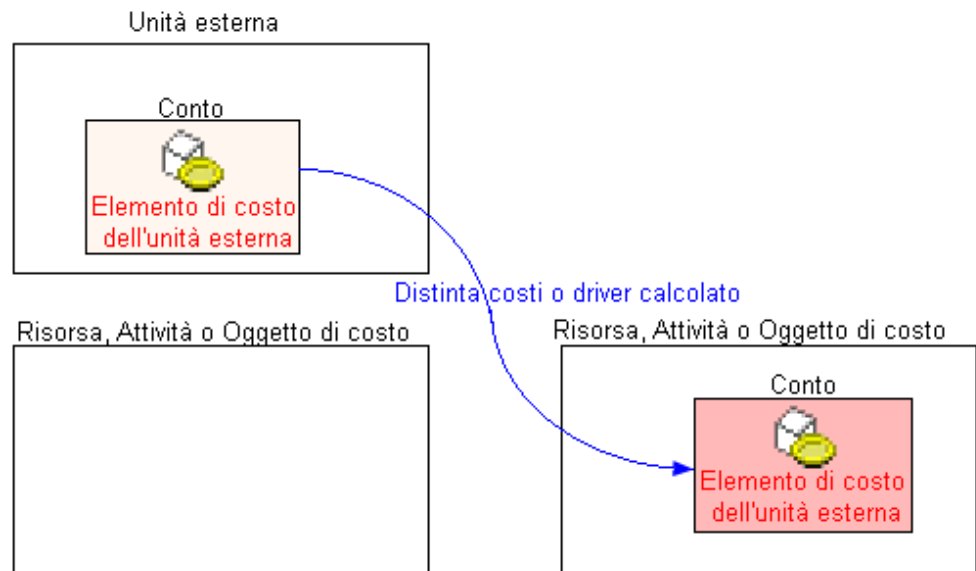 Unità esterna
Conto
Elemento di costo
dell'unità esterna
Distinta costi o driver calcolato
Risorsa, Attività o Oggetto di costo
Risorsa, Attività o Oggetto di costo
Conto
Elemento di costo
dell'unità esterna